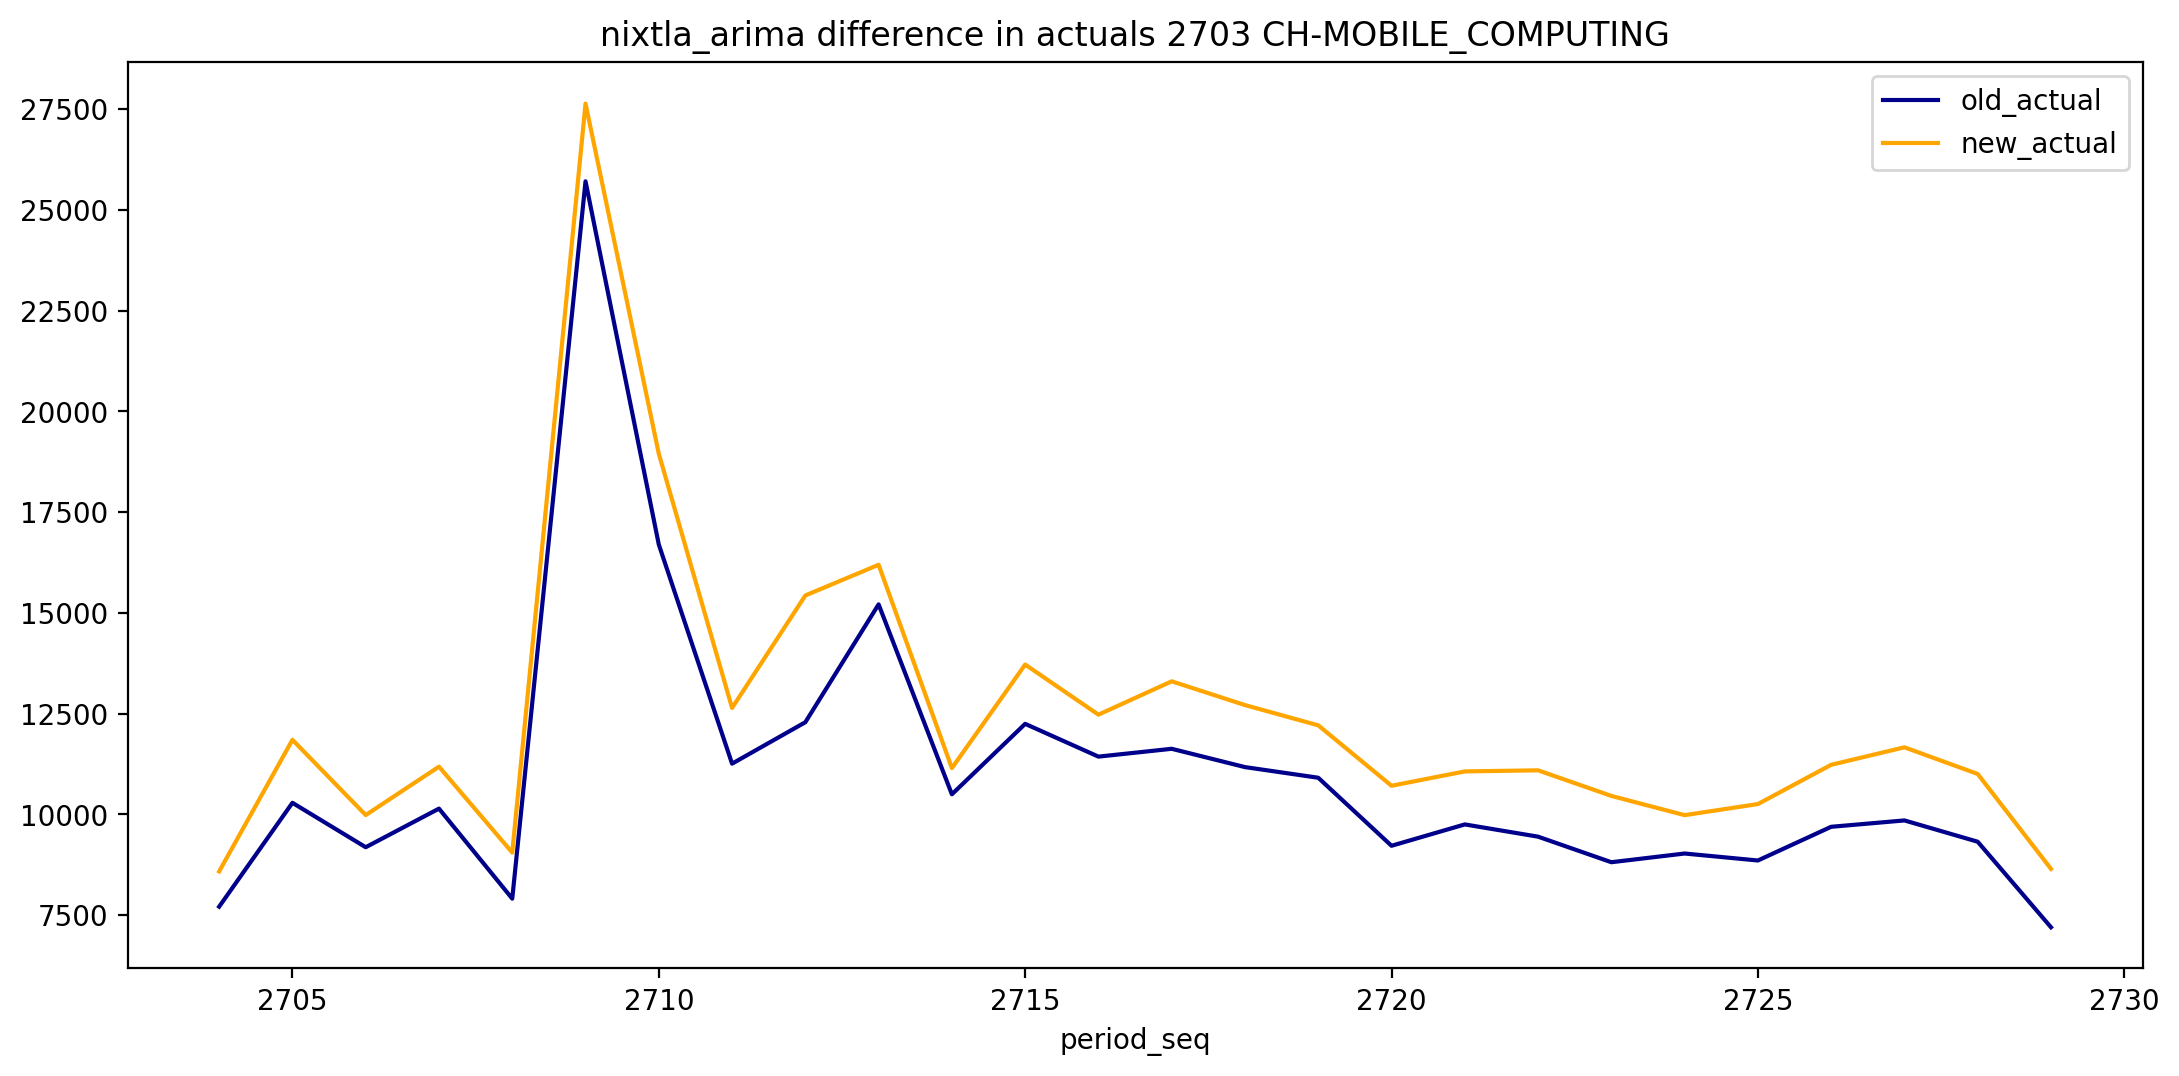 nixtla_arima difference in actuals 2703 CH-MOBILE_COMPUTING
old_actual
new_actual
27500
25000
22500
20000
17500
15000
12500
10000
7500
2705 2710 2715 2720 2725 2730
period_seq